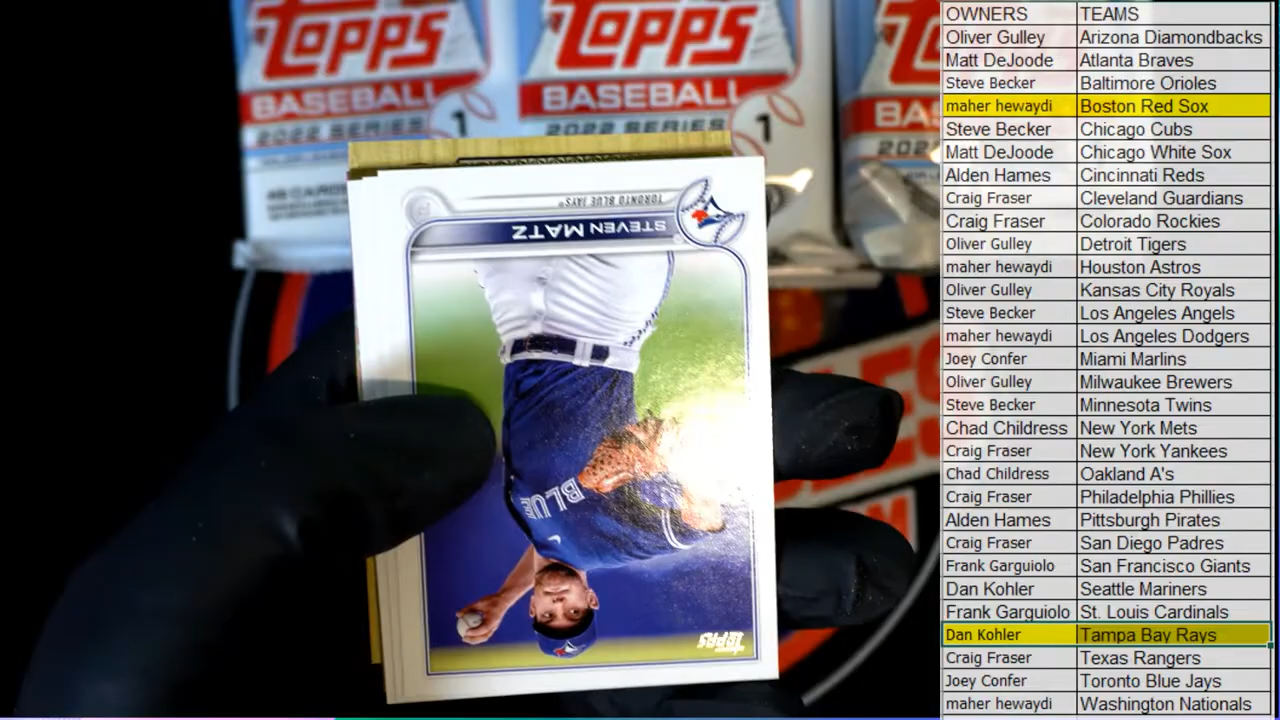 TOPPS
BASEBALL
2022 SERIES 1
TOPPS
BASEBALL
2022 SERIES 1
TORONTO BLUE JAYS®
STEVEN MATZ
BLUE
TOPPS
OWNERS TEAMS
Oliver Gulley Arizona Diamondbacks
Matt DeJoode Atlanta Braves
Steve Becker Baltimore Orioles
maher hewaydi Boston Red Sox
Steve Becker Chicago Cubs
Matt DeJoode Chicago White Sox
Alden Hames Cincinnati Reds
Craig Fraser Cleveland Guardians
Craig Fraser Colorado Rockies
Oliver Gulley Detroit Tigers
maher hewaydi Houston Astros
Oliver Gulley Kansas City Royals
Steve Becker Los Angeles Angels
maher hewaydi Los Angeles Dodgers
Joey Confer Miami Marlins
Oliver Gulley Milwaukee Brewers
Steve Becker Minnesota Twins
Chad Childress New York Mets
Craig Fraser New York Yankees
Chad Childress Oakland A's
Craig Fraser Philadelphia Phillies
Alden Hames Pittsburgh Pirates
Craig Fraser San Diego Padres
Frank Garguiolo San Francisco Giants
Dan Kohler Seattle Mariners
Frank Garguiolo St. Louis Cardinals
Dan Kohler Tampa Bay Rays
Craig Fraser Texas Rangers
Joey Confer Toronto Blue Jays
maher hewaydi Washington Nationals